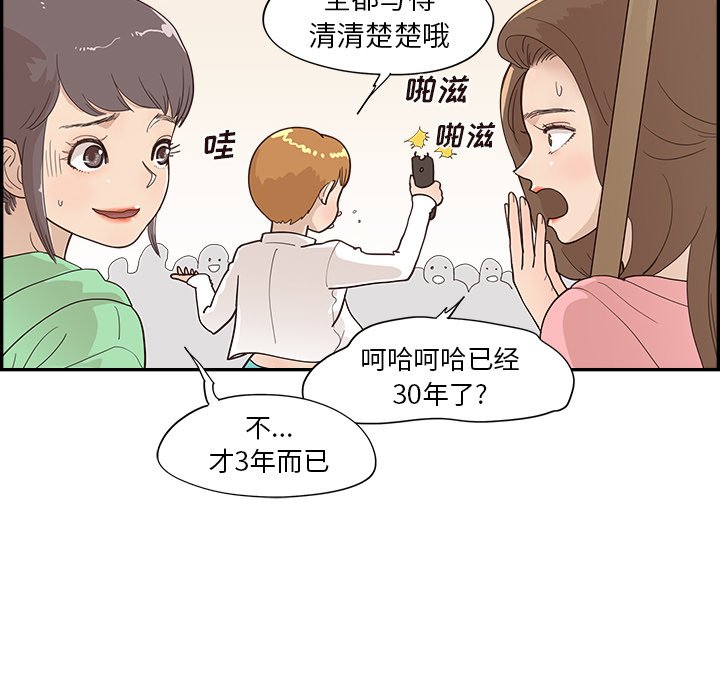 清清楚楚哦
啪滋
啪滋
哇
呵哈呵哈已经
30年了?
不...
才3年而已